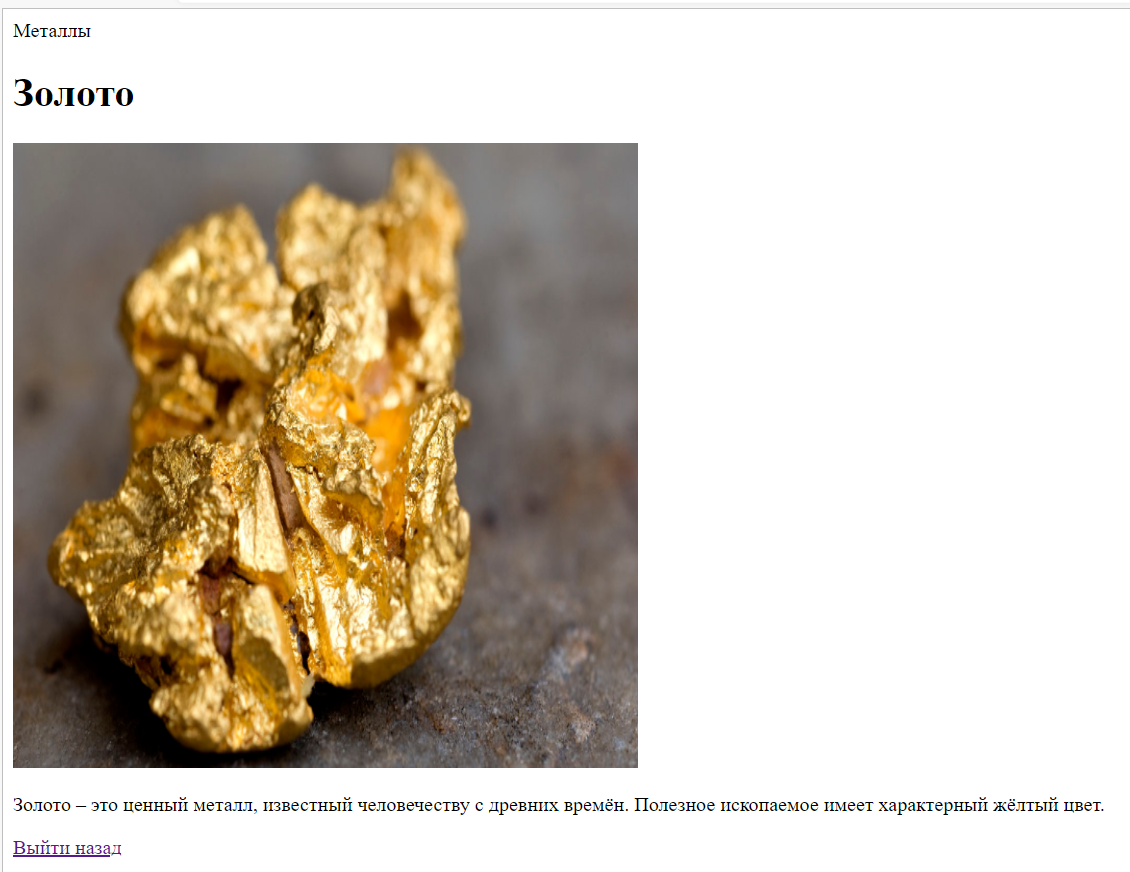 Металлы
Золото
Золото – это ценный металл, известный человечеству с древних времён. Полезное ископаемое имеет характерный жёлтый цвет.
Выйти назад